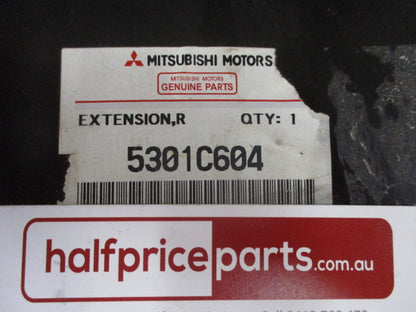 MITSUBISHI MOTORS
MITSUBISHI MOTORS
GENUINE PARTS
EXTENSION,R QTY: 1
5301C604
halfpriceparts.com.au